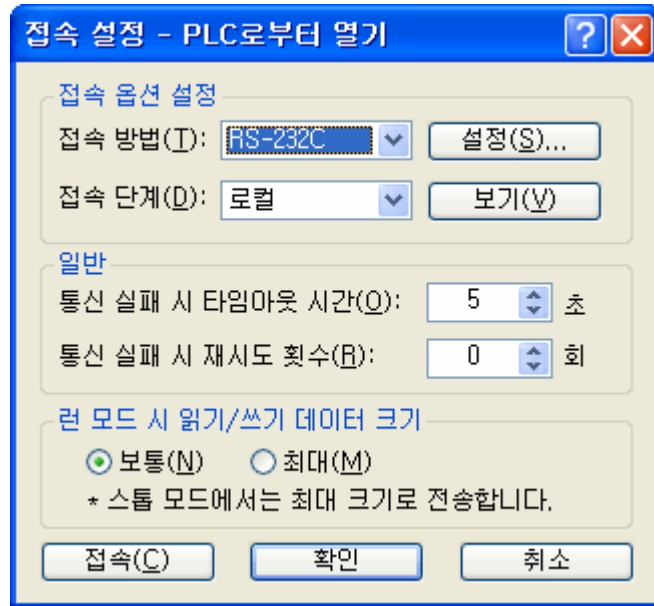 접속 설정 - PLC로부터 열기
접속 옵션 설정
접속 방법(T): RS-232C 설정(S)...
접속 단계(D): 로컬 보기(V)
일반
통신 실패 시 타임아웃 시간(O): 5 초
통신 실패 시 재시도 횟수(R): 0 회
런 모드 시 읽기/쓰기 데이터 크기
보통(N) 최대(M)
* 스톱 모드에서는 최대 크기로 전송합니다.
접속(C) 확인 취소